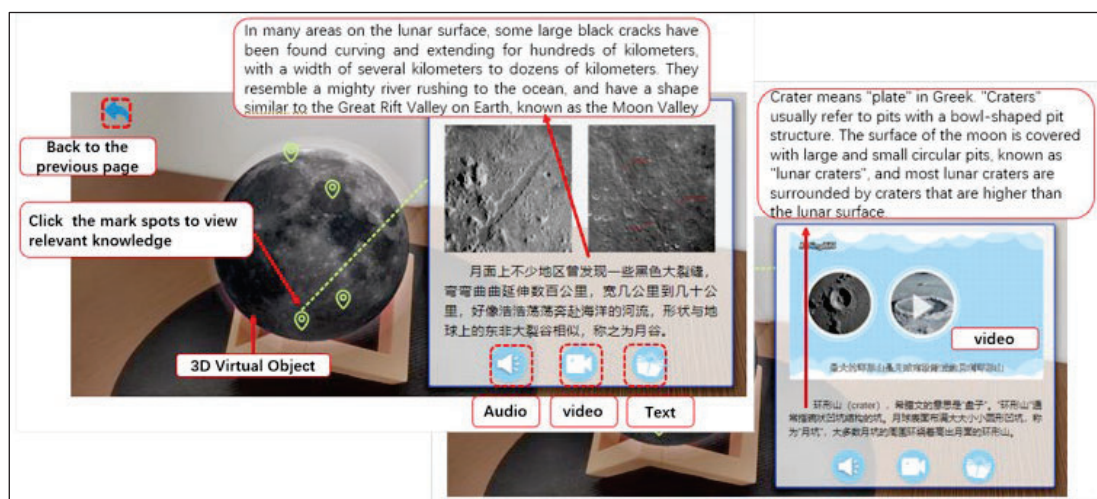 In many areas on the lunar surface, some large black cracks have
been found curving and extending for hundreds of kilometers,
with a width of several kilometers to dozens of kilometers. They
resemble a mighty river rushing to the ocean, and have a shape
similar to the Great Rift Valley on Earth, known as the Moon Valley
Back to the
previous page
Click the mark spots to view
relevant knowledge
3D Virtual Object
月面上不少地区曾发现一些黑色大裂缝，
弯弯曲曲延伸数百公里，宽几公里到几十公
里，好像浩浩荡荡奔赴海洋的河流，形状与地
球上的东非大裂谷相似，称之为月谷。
Audio
video
Text
Crater means "plate" in Greek. "Craters"
usually refer to pits with a bowl-shaped pit
structure. The surface of the moon is covered
with large and small circular pits, known as
"lunar craters", and most lunar craters are
surrounded by craters that are higher than
the lunar surface.
video
环形山（crater），希腊文的意思是"盘子"。"环形山"通
常指碗状凹坑结构的坑。月球表面布满大大小小圆形凹坑，称
为"月坑"，大多数月坑的周围环绕着高出月面的环形山。